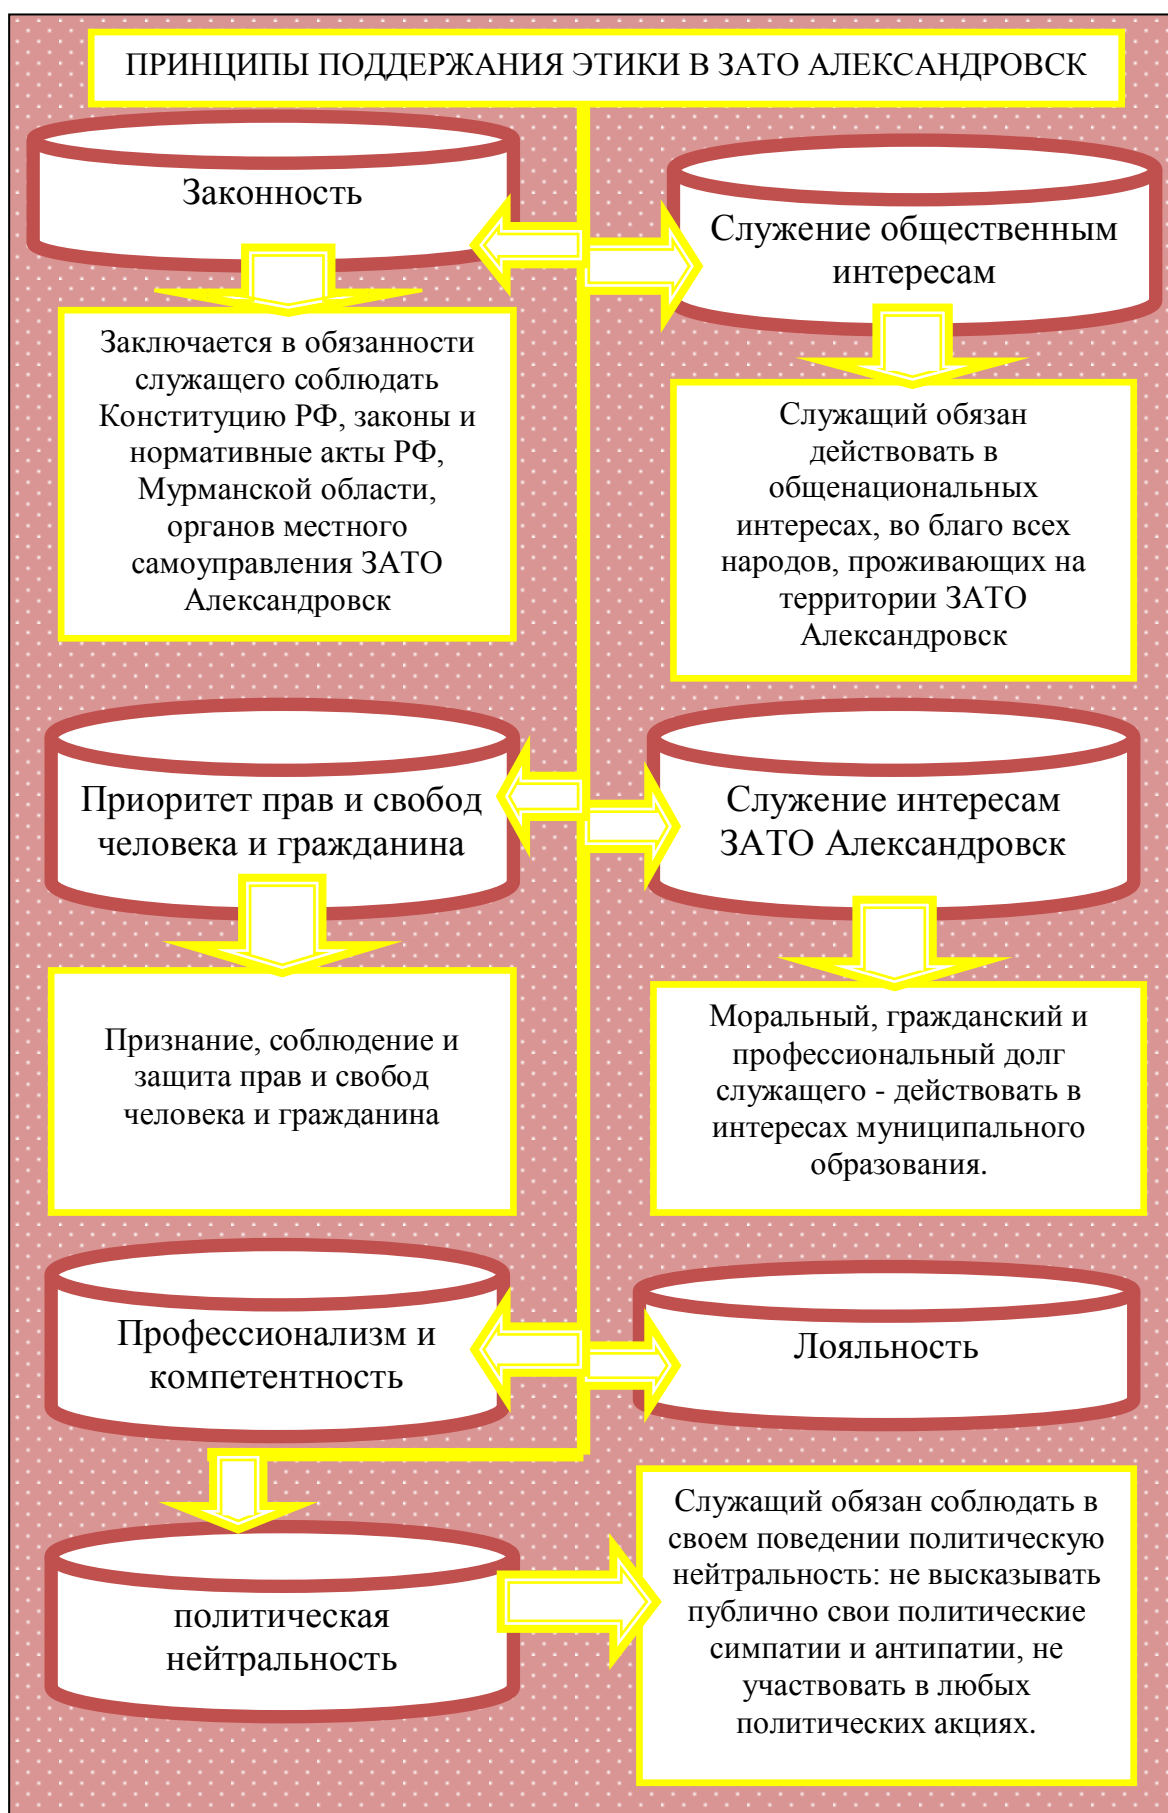 ПРИНЦИПЫ ПОДДЕРЖАНИЯ ЭТИКИ В ЗАТО АЛЕКСАНДРОВСК
Законность
Служение общественным
интересам
Заключается в обязанности
служащего соблюдать
Конституцию РФ, законы и
нормативные акты РФ,
Мурманской области,
органов местного
самоуправления ЗАТО
Александровск
Служащий обязан
действовать в
общенациональных
интересах, во благо всех
народов, проживающих на
территории ЗАТО
Александровск
Приоритет прав и свобод
человека и гражданина
Служение интересам
ЗАТО Александровск
Признание, соблюдение и
защита прав и свобод
человека и гражданина
Моральный, гражданский и
профессиональный долг
служащего - действовать в
интересах муниципального
образования.
Профессионализм и
компетентность
Лояльность
политическая
нейтральность
Служащий обязан соблюдать в
своем поведении политическую
нейтральность: не высказывать
публично свои политические
симпатии и антипатии, не
участвовать в любых
политических акциях.